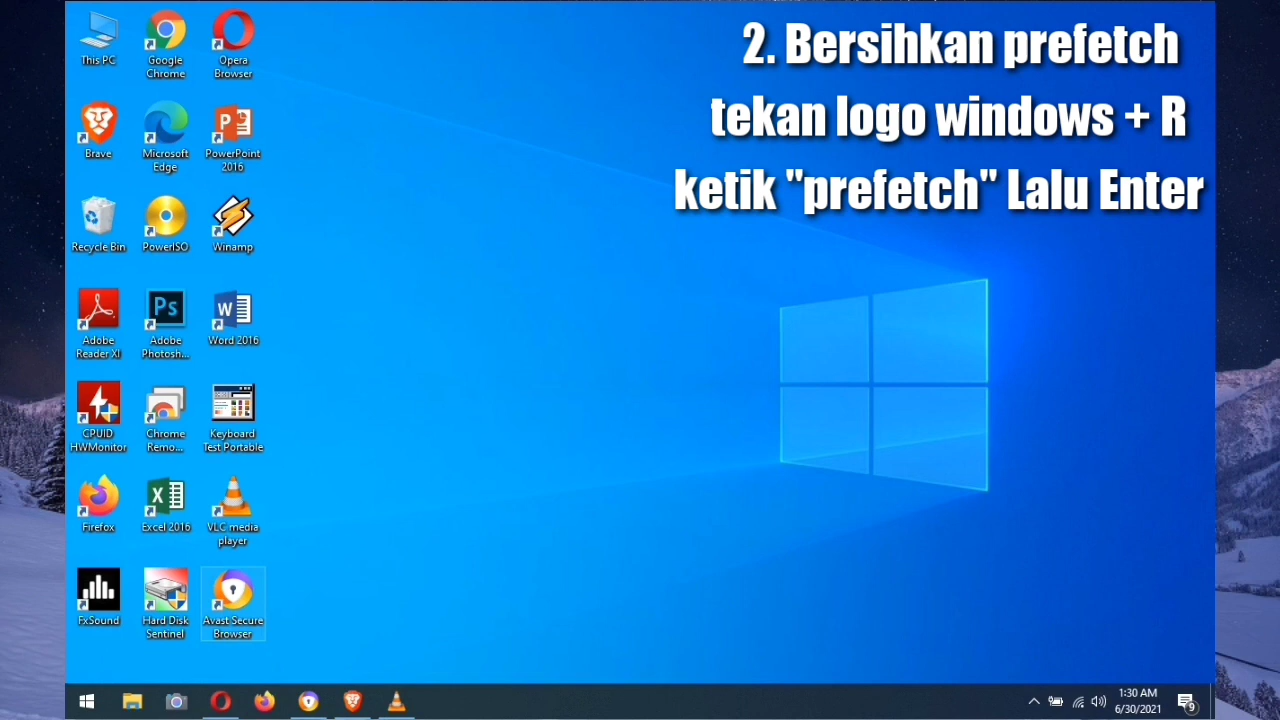 2. Bersihkan prefetch
tekan logo windows + R
ketik "prefetch" Lalu Enter
This PC
Google
Chrome
Opera
Browser
Brave
Microsoft
Edge
PowerPoint
2016
Recycle Bin
PowerISO
Winamp
Adobe
Reader XI
Adobe
Photosh...
Word 2016
CPUID
HWMonitor
Chrome
Remo...
Keyboard
Test Portable
Firefox
Excel 2016
VLC media
player
FxSound
Hard Disk
Sentinel
Avast Secure
Browser
1:30 AM
6/30/2021
9